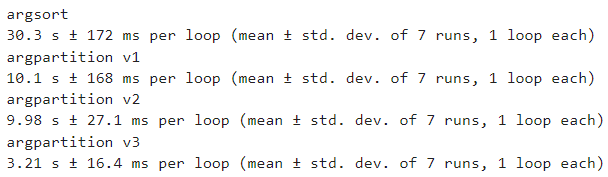 argsort
30.3 s ± 172 ms per loop (mean ± std. dev. of 7 runs, 1 loop each)
argpartition v1
10.1 s ± 168 ms per loop (mean ± std. dev. of 7 runs, 1 loop each)
argpartition v2
9.98 s ± 27.1 ms per loop (mean ± std. dev. of 7 runs, 1 loop each)
argpartition v3
3.21 s ± 16.4 ms per loop (mean ± std. dev. of 7 runs, 1 loop each)